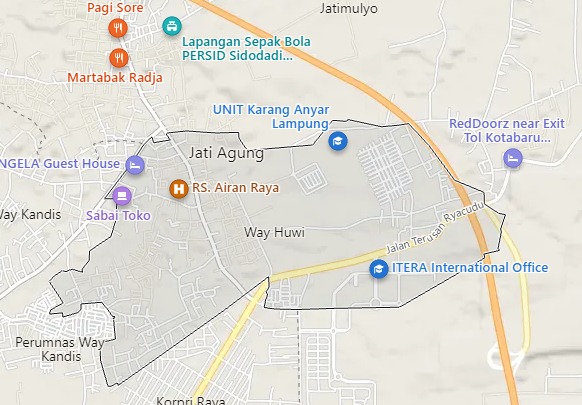 Pagi Sore
Jatimulyo
Lapangan Sepak Bola
PERSID Sidodadi...
Martabak Radja
UNIT Karang Anyar
Lampung
RedDoorz near Exit
Tol Kotabaru...
Jati Agung
NGELA Guest House
RS. Airan Raya
Sabai Toko
Way Kandis
Way Huwi
Jalan Terusan Ryacudu
ITERA International Office
Perumnas Way
Kandis
Korpri Raya